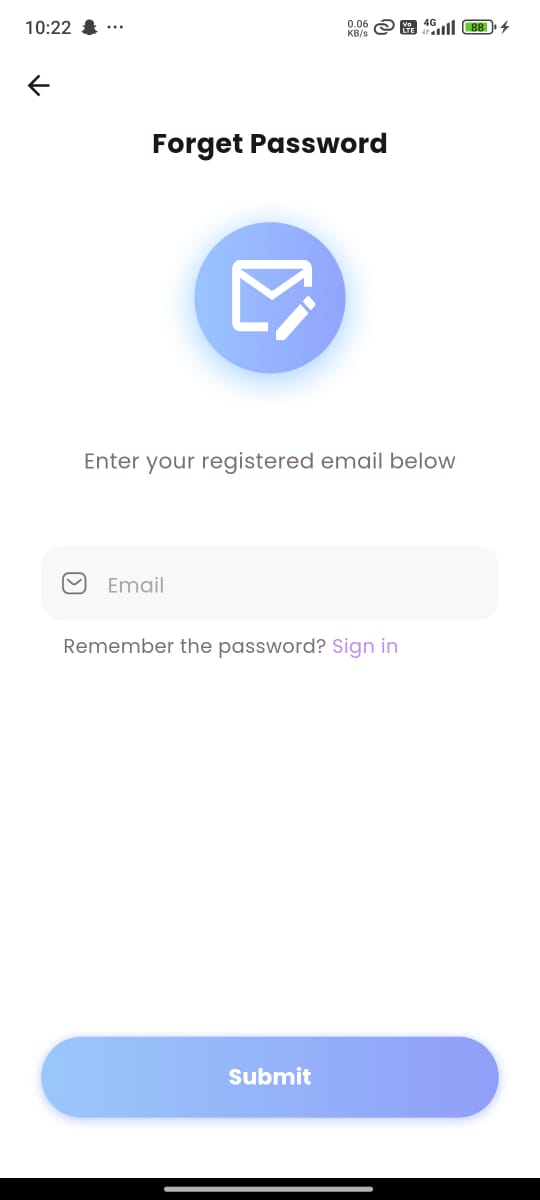 10:22 ... 0.06 KB/s Vo LTE 4G 88
Forget Password
Enter your registered email below
Email
Remember the password? Sign in
Submit